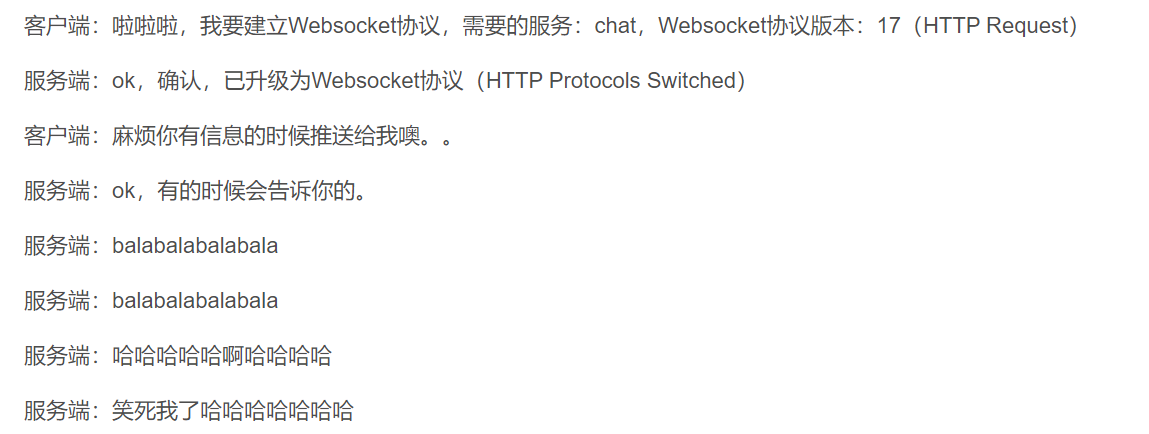 客户端：啦啦啦，我要建立Websocket协议，需要的服务：chat，Websocket协议版本：17（HTTP Request）
服务端：ok，确认，已升级为Websocket协议（HTTP Protocols Switched）
客户端：麻烦你有信息的时候推送给我噢。。
服务端：ok，有的时候会告诉你的。
服务端：balabalabalabala
服务端：balabalabalabala
服务端：哈哈哈哈哈啊哈哈哈哈
服务端：笑死我了哈哈哈哈哈哈哈